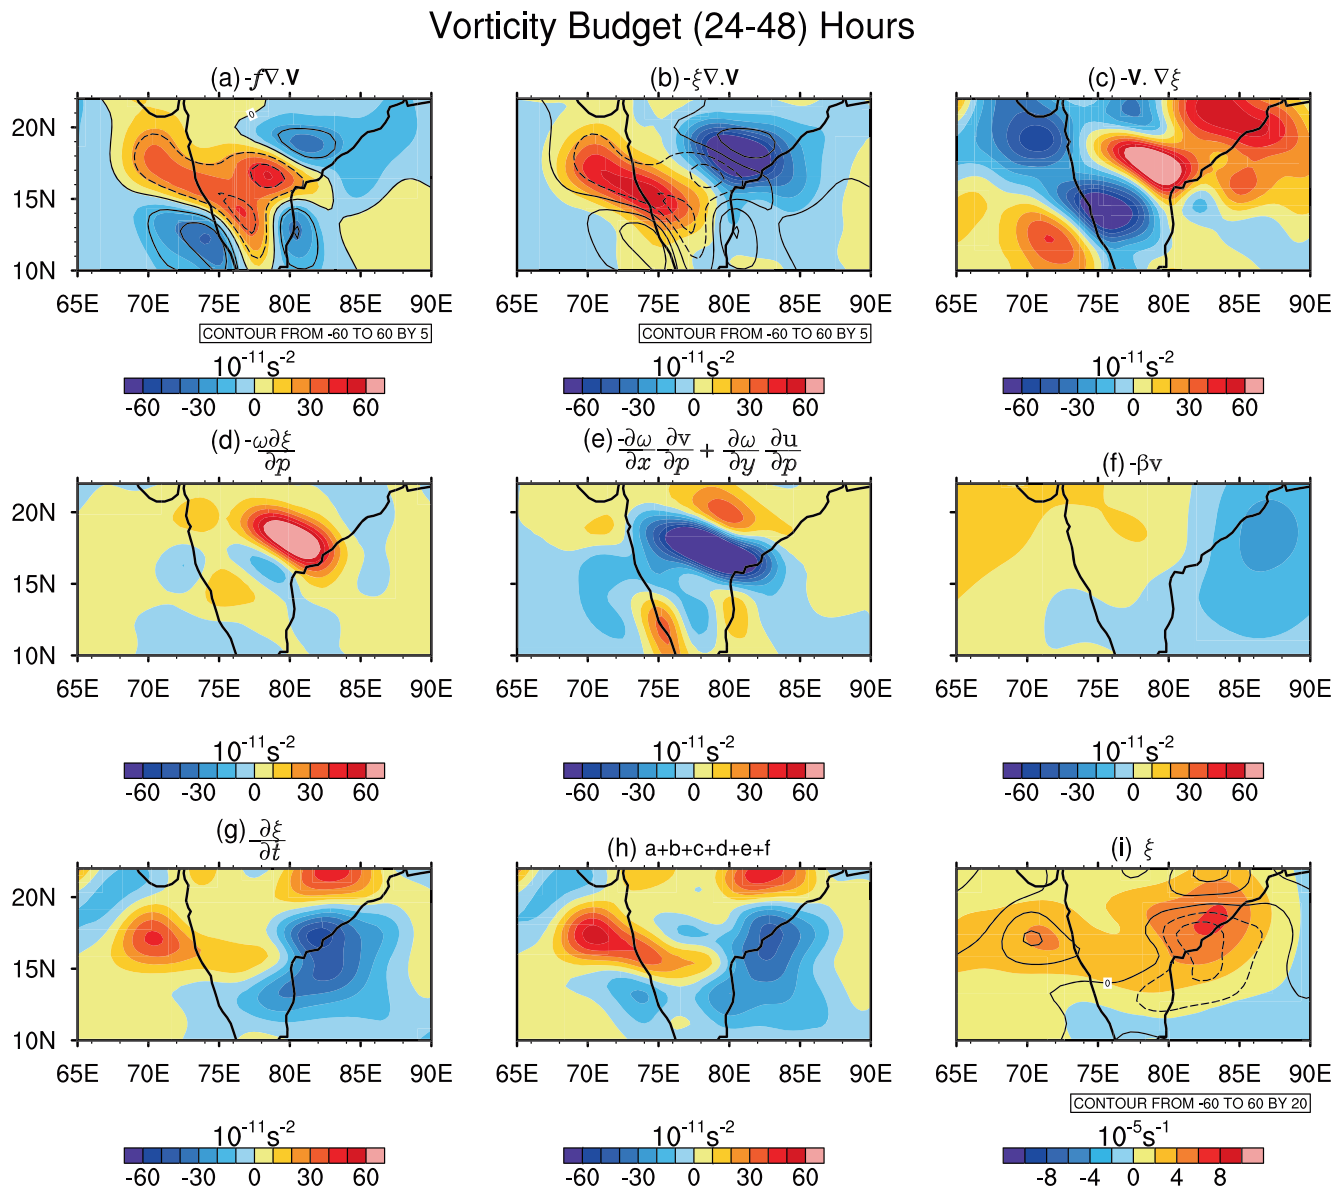 Vorticity Budget (24-48) Hours
(a) -f∇.V
(b) -ξ∇.V
(c) -V. ∇ξ
20N
15N
10N
0
65E 70E 75E 80E 85E 90E
65E 70E 75E 80E 85E 90E
65E 70E 75E 80E 85E 90E
CONTOUR FROM -60 TO 60 BY 5
CONTOUR FROM -60 TO 60 BY 5
10⁻¹¹s⁻²
-60 -30 0 30 60
10⁻¹¹s⁻²
-60 -30 0 30 60
10⁻¹¹s⁻²
-60 -30 0 30 60
(d) -ω∂ξ/∂p
(e) -∂ω/∂x ∂v/∂p + ∂ω/∂y ∂u/∂p
(f) -βv
20N
15N
10N
65E 70E 75E 80E 85E 90E
65E 70E 75E 80E 85E 90E
65E 70E 75E 80E 85E 90E
10⁻¹¹s⁻²
-60 -30 0 30 60
10⁻¹¹s⁻²
-60 -30 0 30 60
10⁻¹¹s⁻²
-60 -30 0 30 60
(g) ∂ξ/∂t
(h) a+b+c+d+e+f
(i) ξ
20N
15N
10N
0
65E 70E 75E 80E 85E 90E
65E 70E 75E 80E 85E 90E
65E 70E 75E 80E 85E 90E
CONTOUR FROM -60 TO 60 BY 20
10⁻¹¹s⁻²
-60 -30 0 30 60
10⁻¹¹s⁻²
-60 -30 0 30 60
10⁻⁵s⁻¹
-8 -4 0 4 8